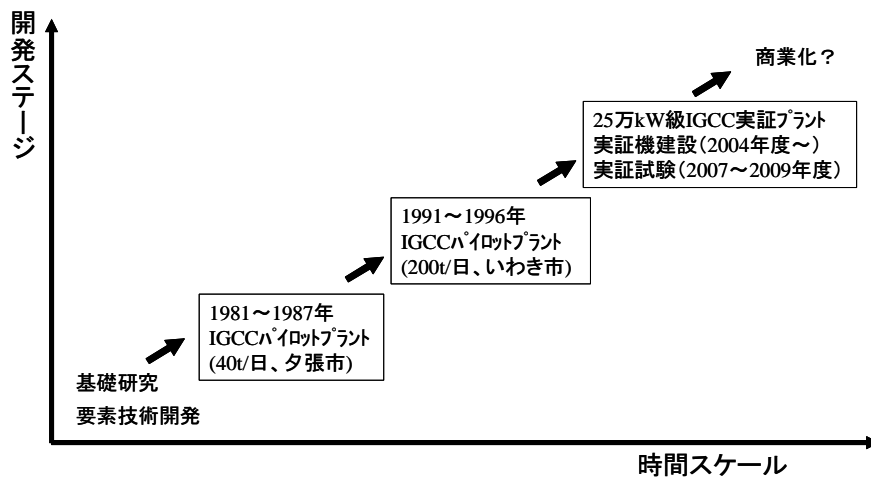 開発ステージ
商業化？
25万kW級IGCC実証ﾌﾟﾗﾝﾄ
実証機建設（2004年度～）
実証試験（2007～2009年度）
1991～1996年
IGCCﾊﾟｲﾛｯﾄﾌﾟﾗﾝﾄ
(200t/日、いわき市)
1981～1987年
IGCCﾊﾟｲﾛｯﾄﾌﾟﾗﾝﾄ
(40t/日、夕張市)
基礎研究
要素技術開発
時間スケール